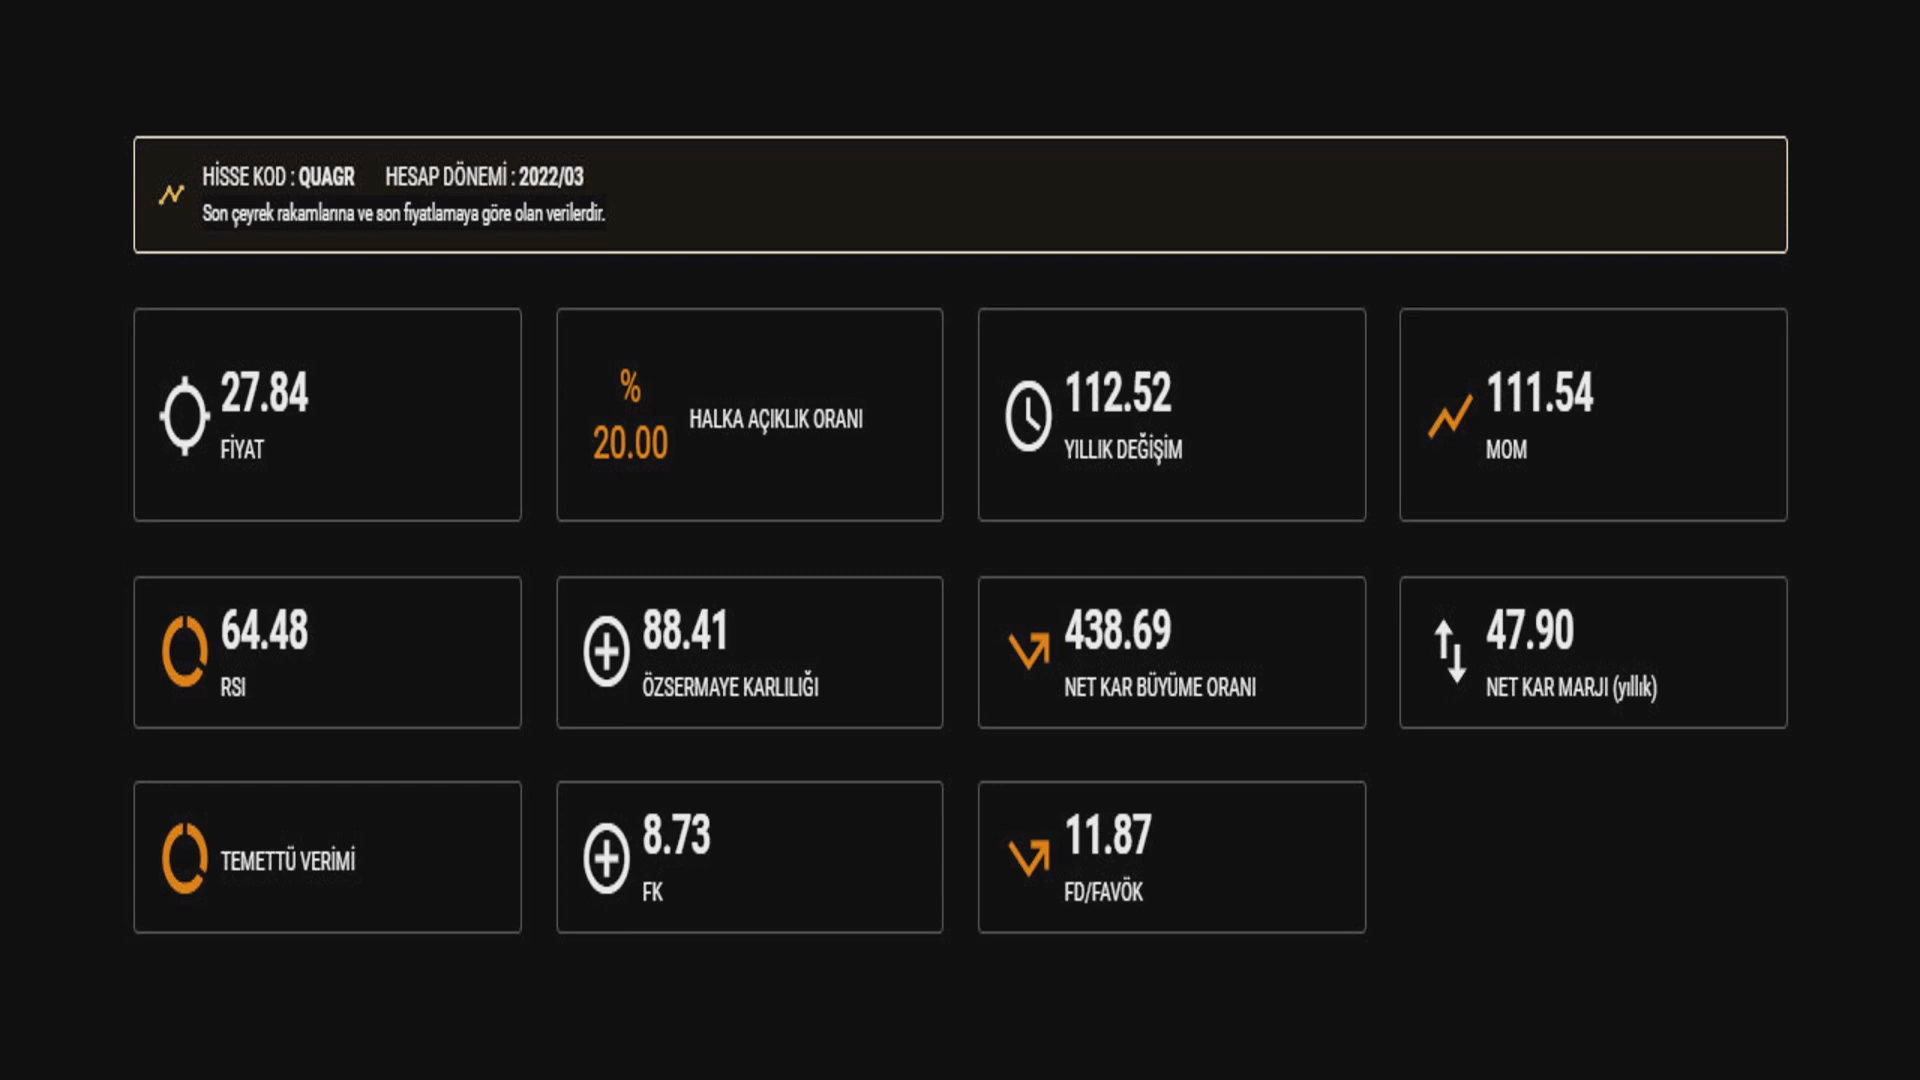 HİSSE KOD : QUAGR HESAP DÖNEMİ : 2022/03
Son çeyrek rakamlarına ve son fiyatlamaya göre olan verilerdir.
27.84
FİYAT
%
20.00
HALKA AÇIKLIK ORANI
112.52
YILLIK DEĞİŞİM
111.54
MOM
64.48
RSI
88.41
ÖZSERMAYE KARLILIĞI
438.69
NET KAR BÜYÜME ORANI
47.90
NET KAR MARJI (yıllık)
TEMETTÜ VERİMİ
8.73
FK
11.87
FD/FAVÖK